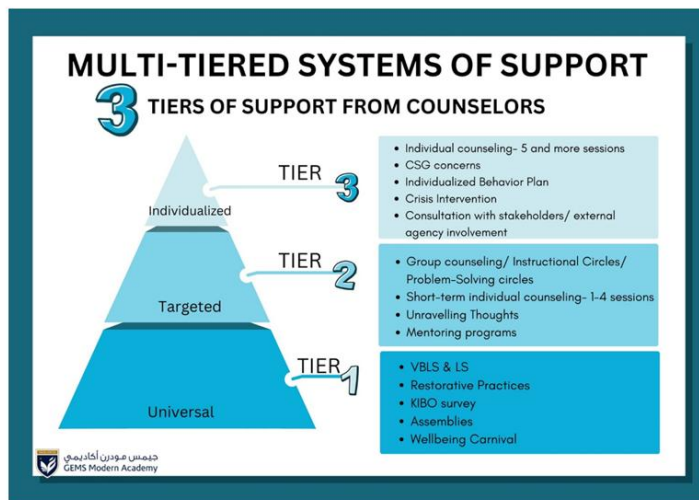 MULTI-TIERED SYSTEMS OF SUPPORT
3 TIERS OF SUPPORT FROM COUNSELORS
TIER 3
Individualized
• Individual counseling- 5 and more sessions
• CSG concerns
• Individualized Behavior Plan
• Crisis Intervention
• Consultation with stakeholders/ external
agency involvement
TIER 2
Targeted
• Group counseling/ Instructional Circles/
Problem-Solving circles
• Short-term individual counseling- 1-4 sessions
• Unravelling Thoughts
• Mentoring programs
TIER 1
Universal
• VBLS & LS
• Restorative Practices
• KIBO survey
• Assemblies
• Wellbeing Carnival
جيمس مودرن أكاديمي
GEMS Modern Academy